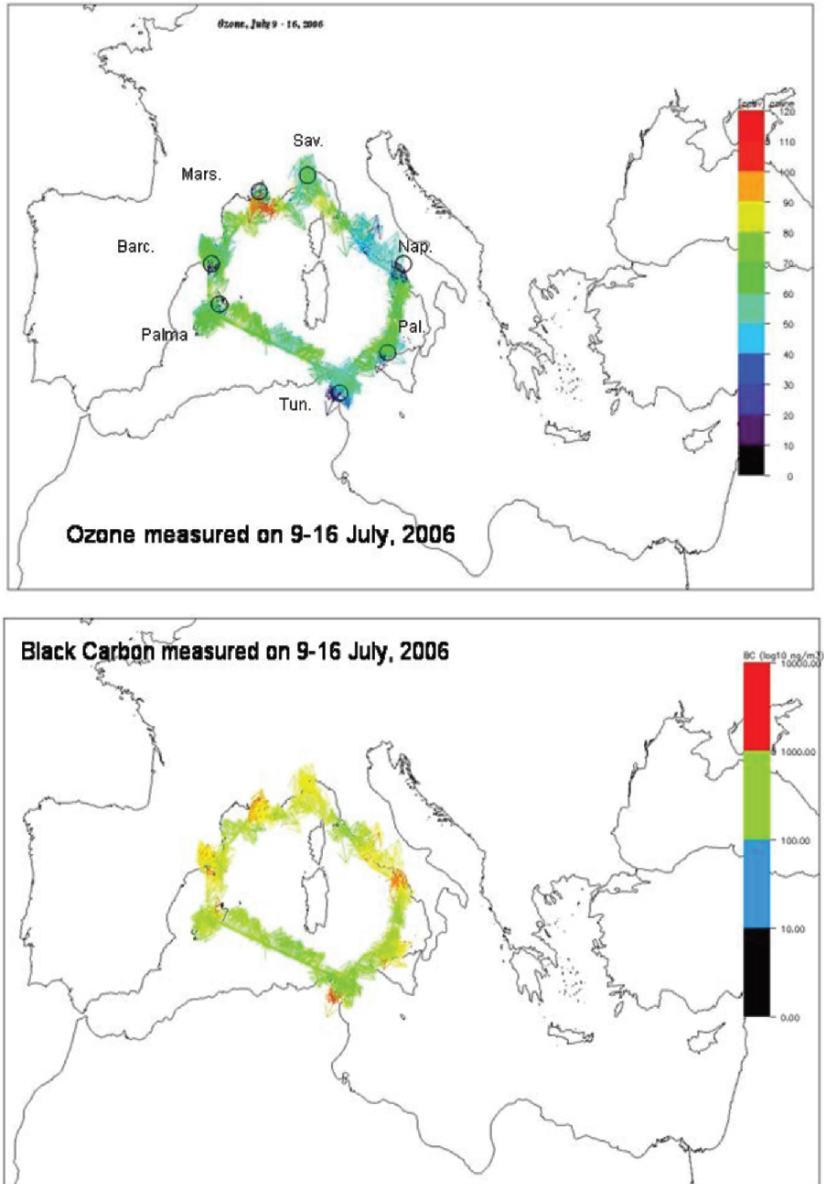 Ozone, July 9 - 16, 2006
[ppbv] ozone
120
110
100
90
80
70
60
50
40
30
20
10
0
Sav.
Mars.
Barc.
Nap.
Palma
Pal.
Tun.
Ozone measured on 9-16 July, 2006
Black Carbon measured on 9-16 July, 2006
BC (log10 ng/m3)
10000.00
1000.00
100.00
10.00
0.00